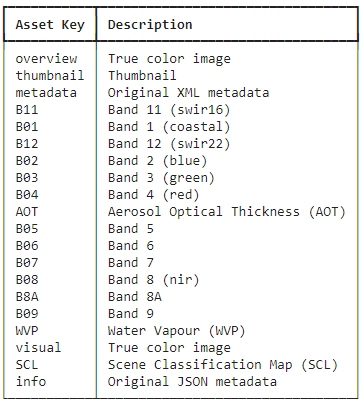 Asset Key Description
overview True color image
thumbnail Thumbnail
metadata Original XML metadata
B11 Band 11 (swir16)
B01 Band 1 (coastal)
B12 Band 12 (swir22)
B02 Band 2 (blue)
B03 Band 3 (green)
B04 Band 4 (red)
AOT Aerosol Optical Thickness (AOT)
B05 Band 5
B06 Band 6
B07 Band 7
B08 Band 8 (nir)
B8A Band 8A
B09 Band 9
WVP Water Vapour (WVP)
visual True color image
SCL Scene Classification Map (SCL)
info Original JSON metadata